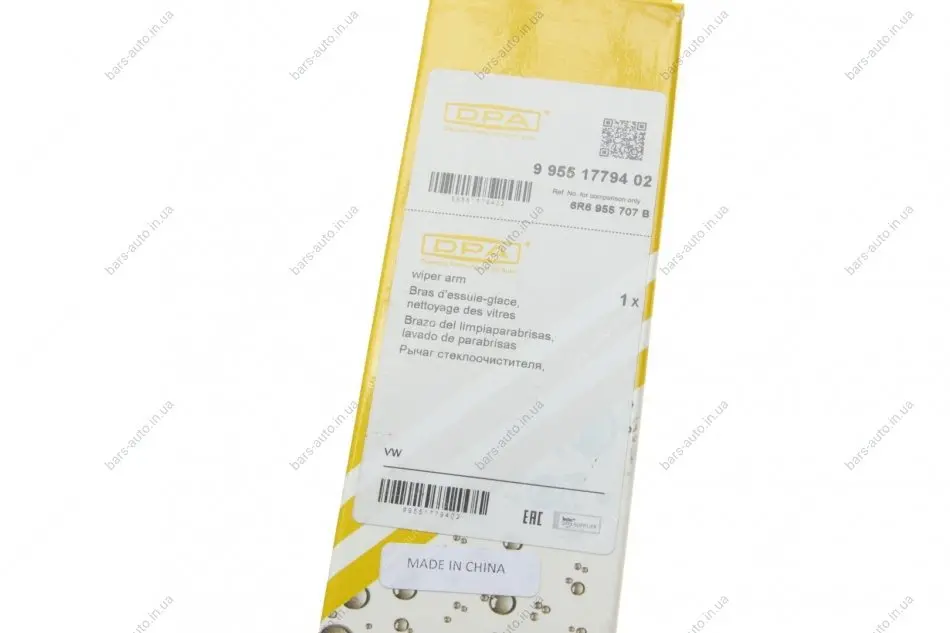 DPA
9 955 17794 02
Ref. No. for comparison only
6R6 955 707 B
DPA
wiper arm
1 x
Bras d'essuie-glace,
nettoyage des vitres
Brazo del limpiaparabrisas,
lavado de parabrisas
Рычаг стеклоочистителя,
VW
99551779402
EAC
MADE IN CHINA
bars-auto.in.ua